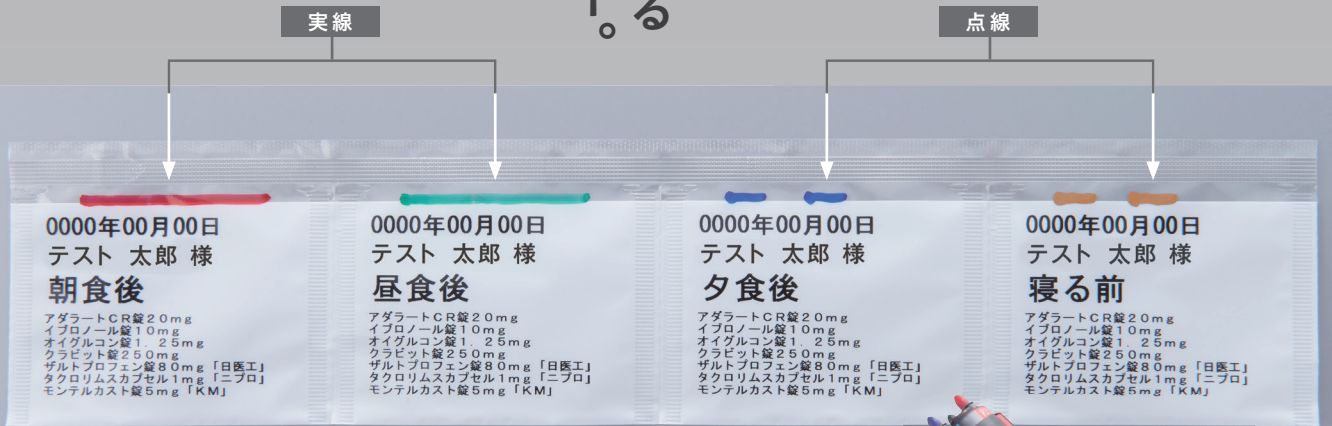 る
。
実線
点線
0000年00月00日
テスト 太郎 様
朝食後
アダラートCR錠20mg
イブロノール錠10mg
オイグルコン錠1．25mg
クラビット錠250mg
ザルトプロフェン錠80mg「日医工」
タクロリムスカプセル1mg「ニプロ」
モンテルカスト錠5mg「KM」
0000年00月00日
テスト 太郎 様
昼食後
アダラートCR錠20mg
イブロノール錠10mg
オイグルコン錠1．25mg
クラビット錠250mg
ザルトプロフェン錠80mg「日医工」
タクロリムスカプセル1mg「ニプロ」
モンテルカスト錠5mg「KM」
0000年00月00日
テスト 太郎 様
夕食後
アダラートCR錠20mg
イブロノール錠10mg
オイグルコン錠1．25mg
クラビット錠250mg
ザルトプロフェン錠80mg「日医工」
タクロリムスカプセル1mg「ニプロ」
モンテルカスト錠5mg「KM」
0000年00月00日
テスト 太郎 様
寝る前
アダラートCR錠20mg
イブロノール錠10mg
オイグルコン錠1．25mg
クラビット錠250mg
ザルトプロフェン錠80mg「日医工」
タクロリムスカプセル1mg「ニプロ」
モンテルカスト錠5mg「KM」